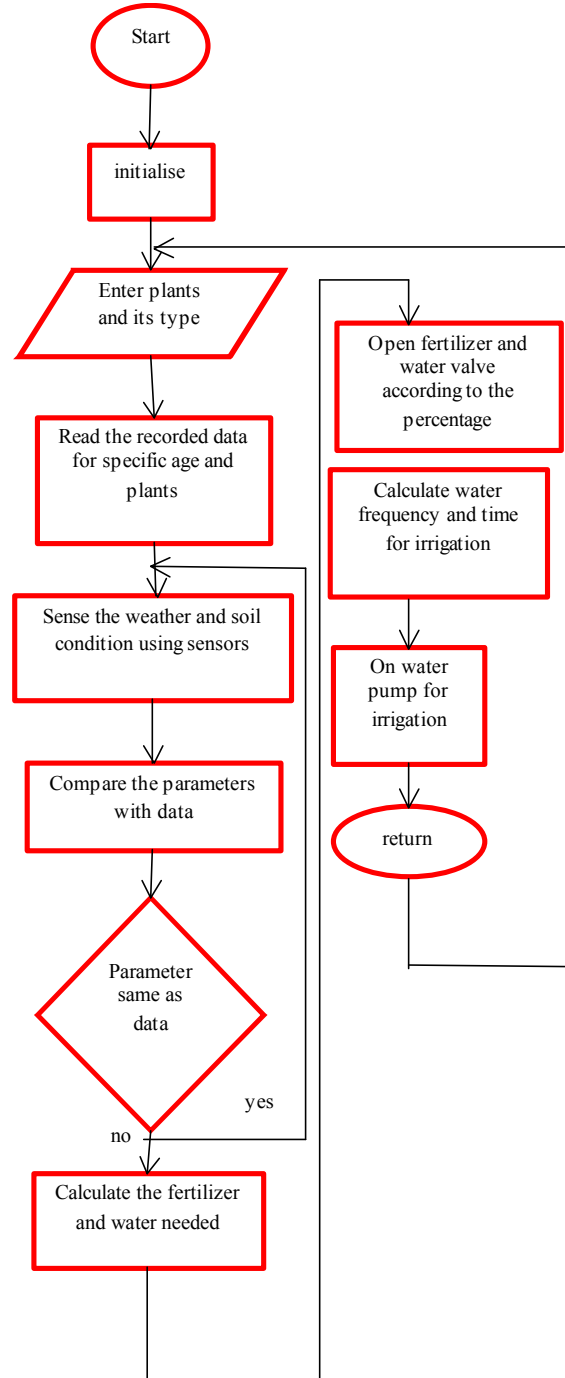 Start
initialise
Enter plants
and its type
Read the recorded data
for specific age and
plants
Sense the weather and soil
condition using sensors
Compare the parameters
with data
Parameter
same as
data
yes
no
Calculate the fertilizer
and water needed
Open fertilizer and
water valve
according to the
percentage
Calculate water
frequency and time
for irrigation
On water
pump for
irrigation
return